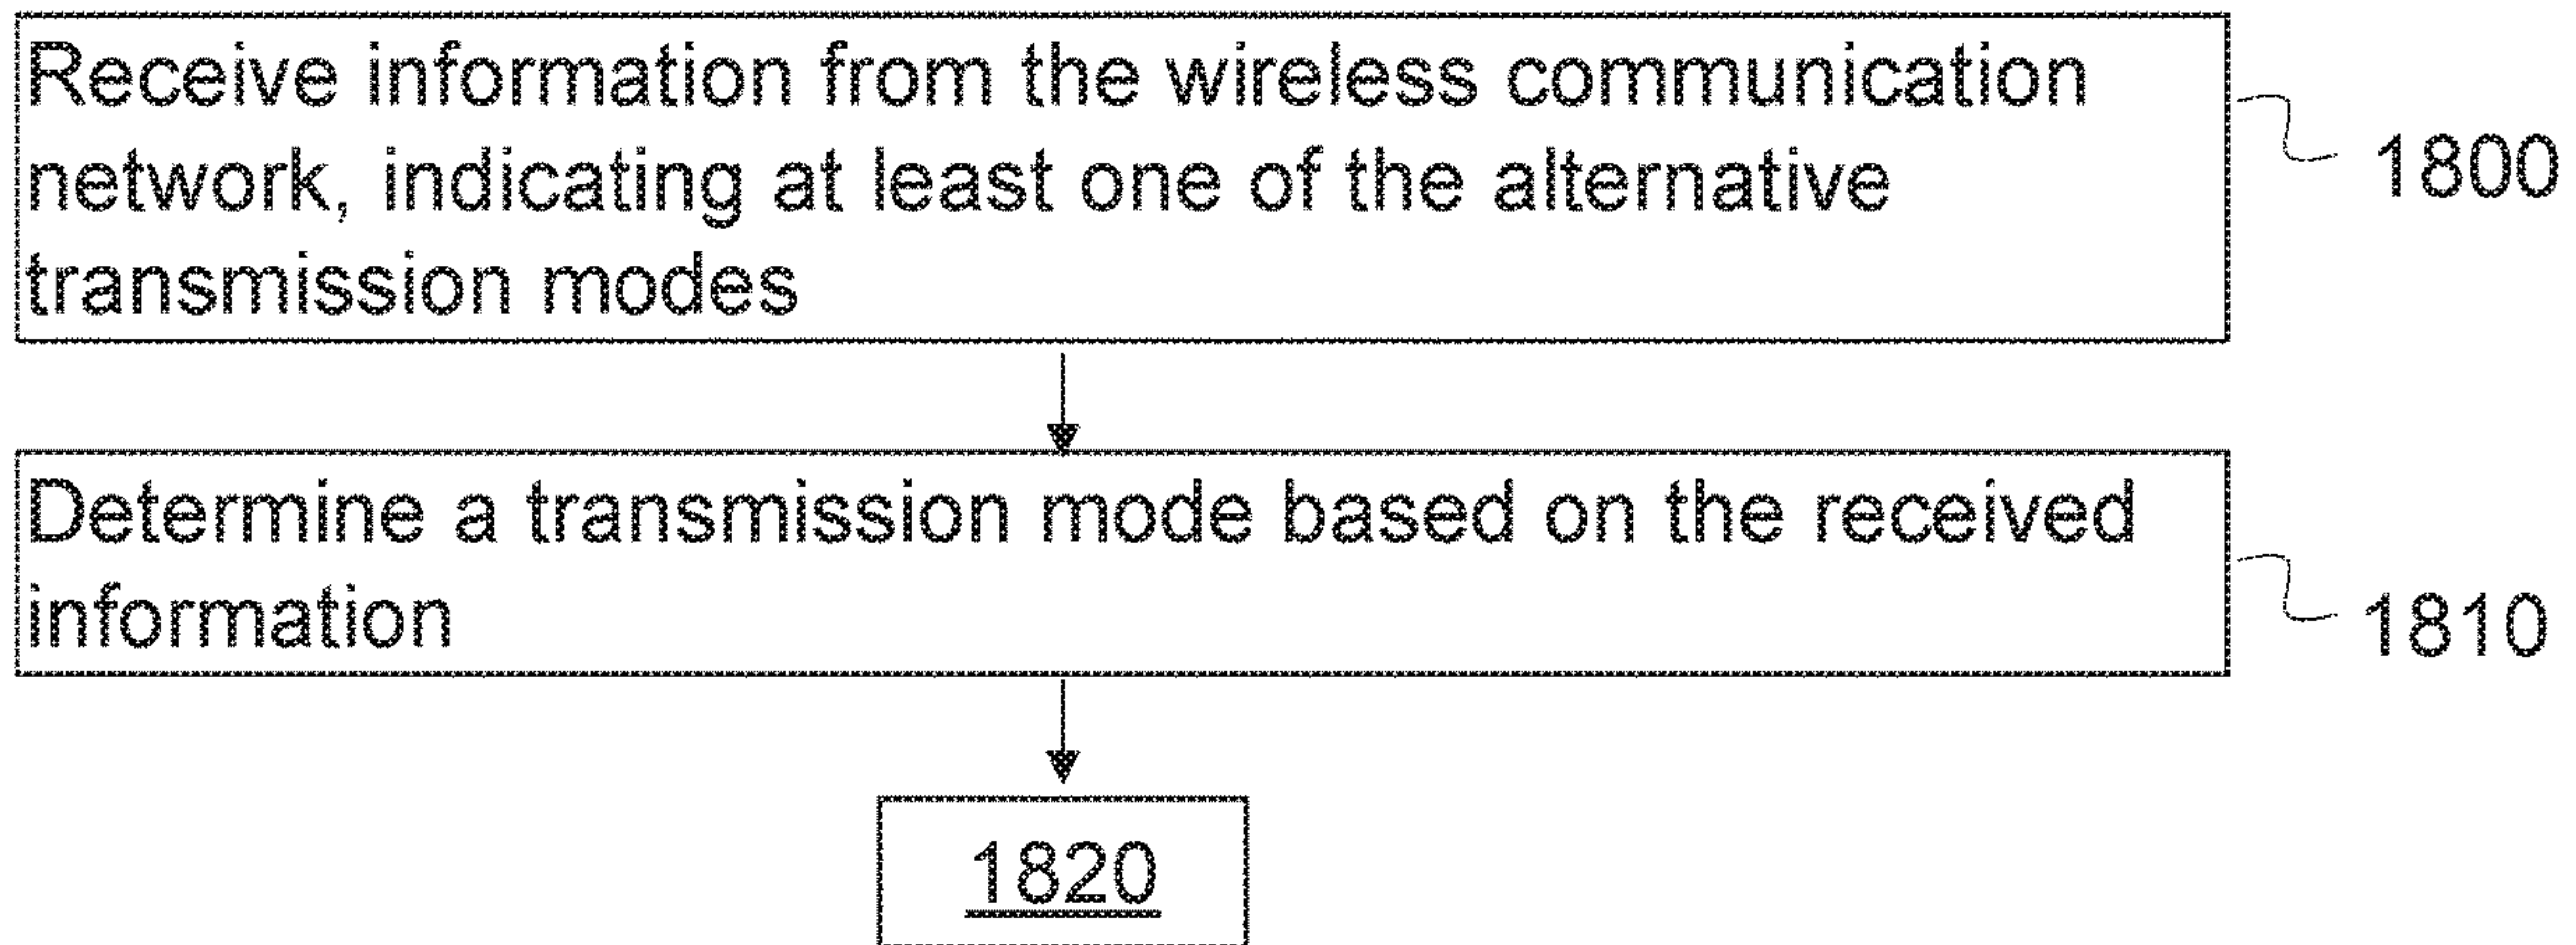 Receive information from the wireless communication
network, indicating at least one of the alternative
transmission modes
1800
Determine a transmission mode based on the received
information
1810
1820